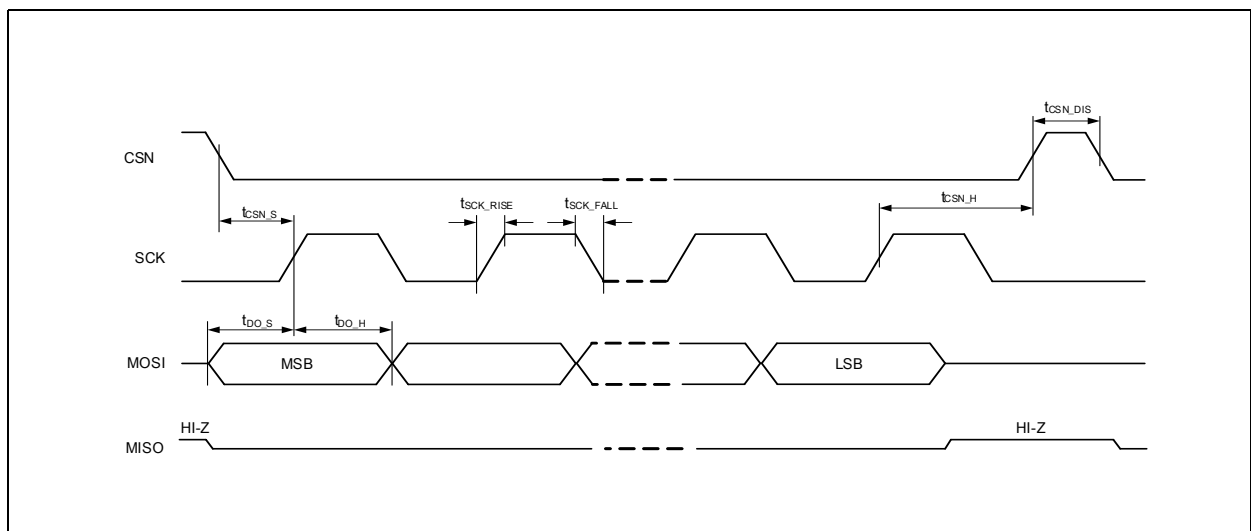 tCSN_DIS
CSN
tCSN_S
tSCK_RISE
tSCK_FALL
tCSN_H
SCK
tDO_S
tDO_H
MOSI
MSB
LSB
HI-Z
HI-Z
MISO